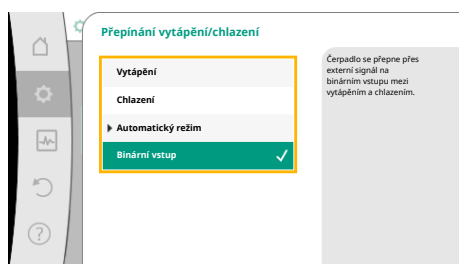 Přepínání vytápění/chlazení
Vytápění
Chlazení
Automatický režim
Binární vstup
Čerpadlo se přepne přes
externí signál na
binárním vstupu mezi
vytápěním a chlazením.